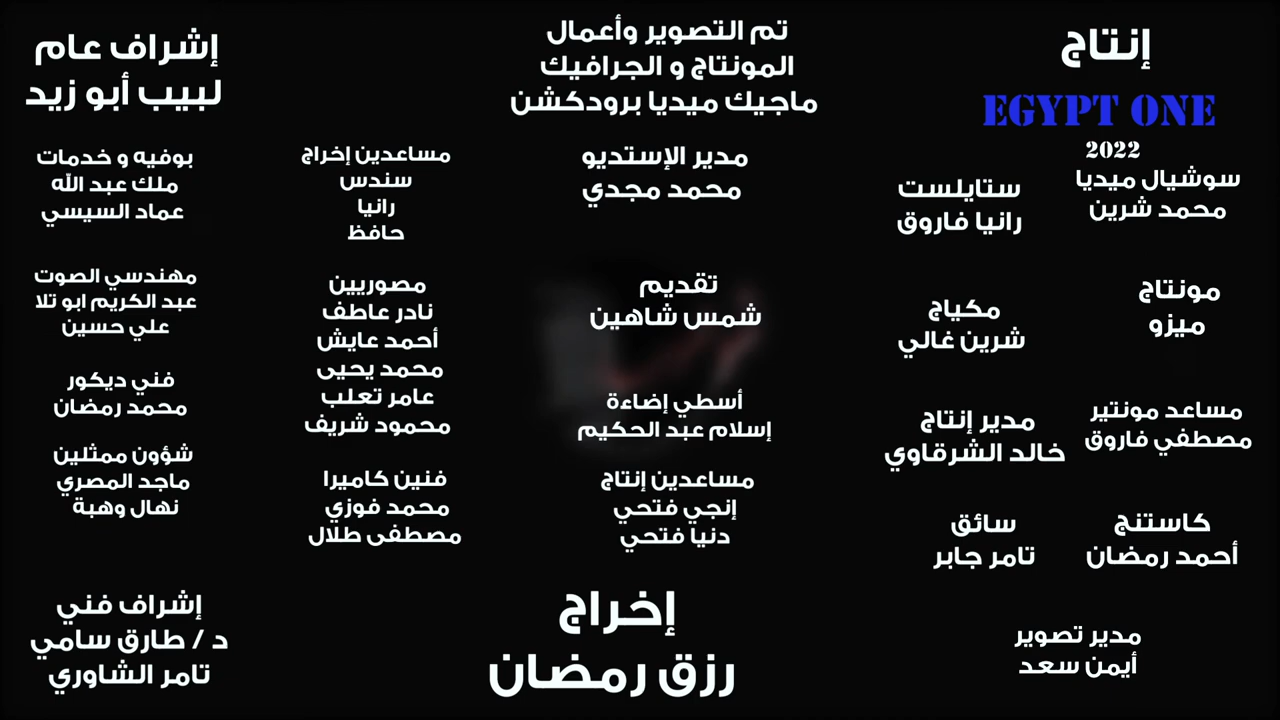 إنتاج
EGYPT ONE
2022
سوشيال ميديا
محمد شرين
ستايلست
رانيا فاروق
مونتاج
ميزو
مكياج
شرين غالي
مساعد مونتير
مصطفي فاروق
مدير إنتاج
خالد الشرقاوي
كاستنج
أحمد رمضان
سائق
تامر جابر
مدير تصوير
أيمن سعد
تم التصوير وأعمال
المونتاج و الجرافيك
ماجيك ميديا برودكشن
مدير الإستديو
محمد مجدي
تقديم
شمس شاهين
أسطي إضاءة
إسلام عبد الحكيم
مساعدين إنتاج
إنجي فتحي
دنيا فتحي
إخراج
رزق رمضان
مساعدين إخراج
سندس
رانيا
حافظ
مصوريين
نادر عاطف
أحمد عايش
محمد يحيى
عامر تعلب
محمود شريف
فنين كاميرا
محمد فوزي
مصطفى طلال
إشراف عام
لبيب أبو زيد
بوفيه و خدمات
ملك عبد الله
عماد السيسي
مهندسي الصوت
عبد الكريم ابو تلا
علي حسين
فني ديكور
محمد رمضان
شؤون ممثلين
ماجد المصري
نهال وهبة
إشراف فني
د / طارق سامي
تامر الشاوري